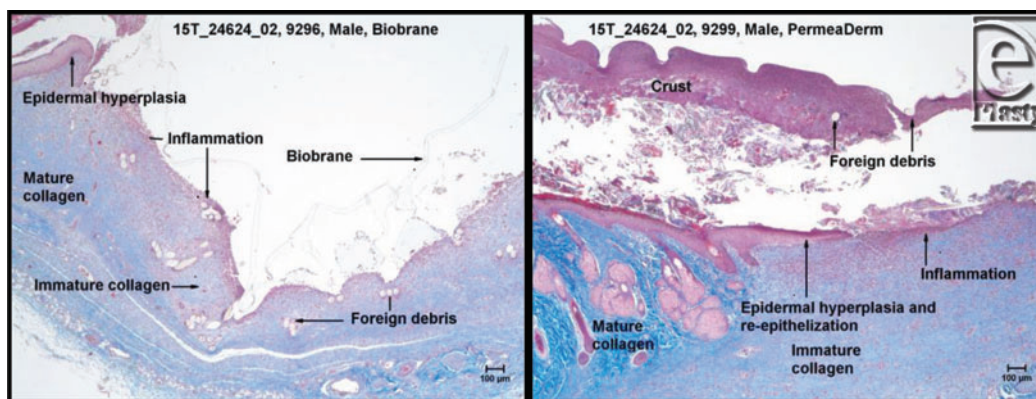 15T_24624_02, 9296, Male, Biobrane
Epidermal hyperplasia
Inflammation
Biobrane
Mature
collagen
Immature collagen
Foreign debris
100 µm
15T_24624_02, 9299, Male, PermeaDerm
Crust
Foreign debris
Inflammation
Epidermal hyperplasia and
re-epithelization
Mature
collagen
Immature
collagen
100 µm
e
Plasty